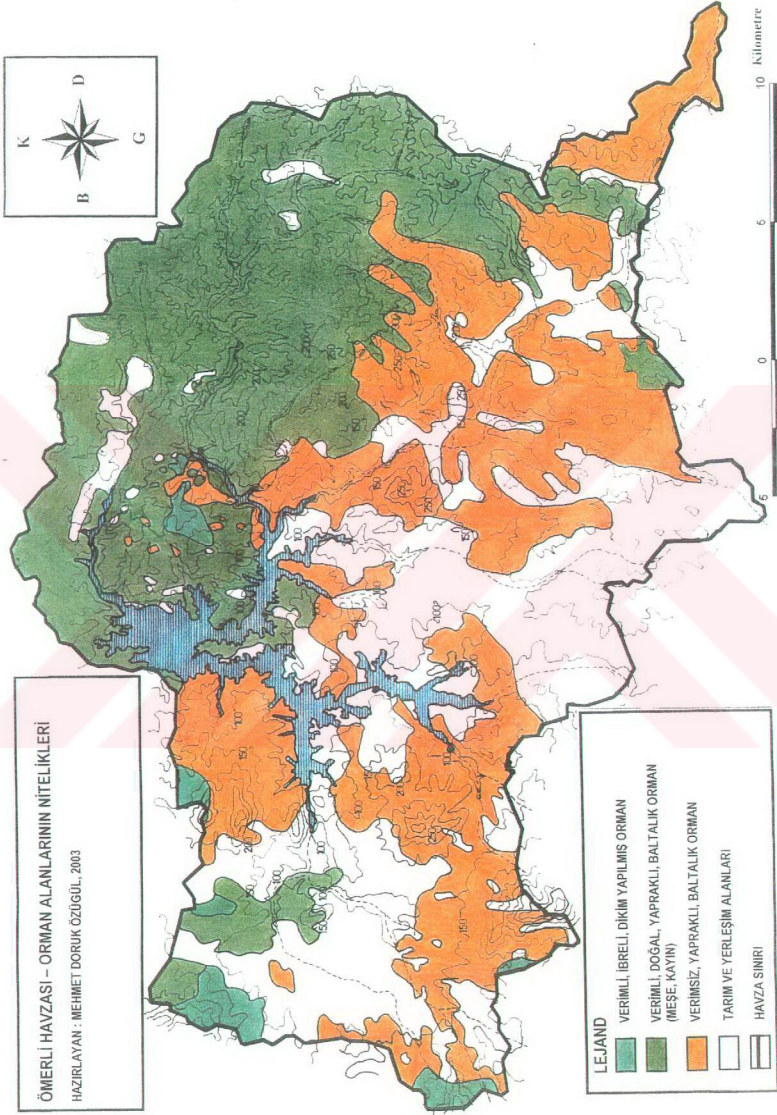 ÖMERLİ HAVZASI – ORMAN ALANLARININ NİTELİKLERİ
HAZIRLAYAN : MEHMET DORUK ÖZÜGÜL, 2003
K
B
D
G
LEJAND
VERİMLİ, İBRELİ, DİKİM YAPILMIŞ ORMAN
VERİMLİ, DOĞAL, YAPRAKLI, BALTALIK ORMAN
(MEŞE, KAYIN)
VERİMSİZ, YAPRAKLI, BALTALIK ORMAN
TARIM VE YERLEŞİM ALANLARI
HAVZA SINIRI
5
0
5
10
Kilometre